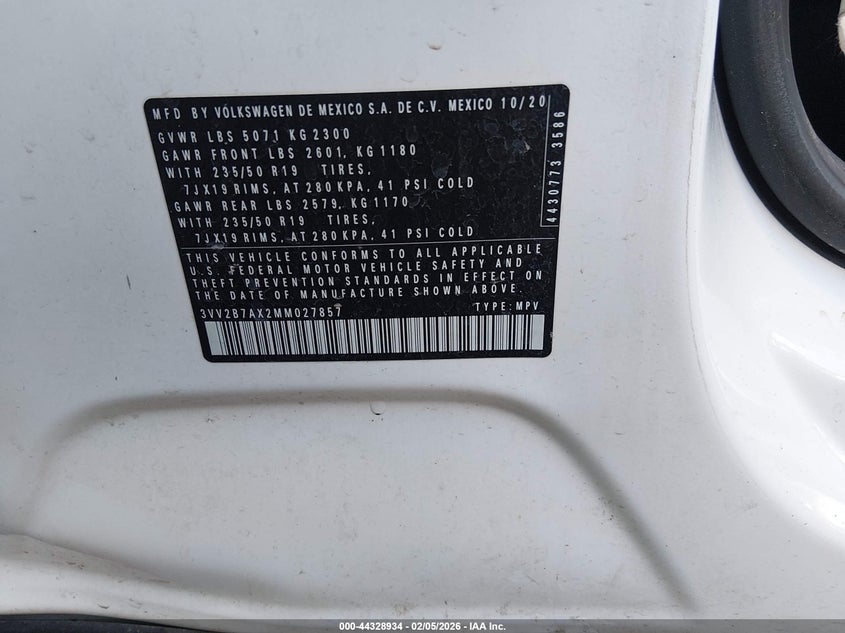 MFD BY VOLKSWAGEN DE MEXICO S.A. DE C.V. MEXICO 10/20
GVWR LBS 5071 KG 2300
GAWR FRONT LBS 2601, KG 1180
WITH 235/50 R19 TIRES,
7JX19 RIMS, AT 280 KPA, 41 PSI COLD
GAWR REAR LBS 2579, KG 1170
WITH 235/50 R19 TIRES,
7JX19 RIMS, AT 280 KPA, 41 PSI COLD
4430773 3586
THIS VEHICLE CONFORMS TO ALL APPLICABLE
U.S. FEDERAL MOTOR VEHICLE SAFETY AND
THEFT PREVENTION STANDARDS IN EFFECT ON
THE DATE OF MANUFACTURE SHOWN ABOVE.
3VV2B7AX2MM027857 TYPE: MPV
000-44328934 - 02/05/2026 - IAA Inc.